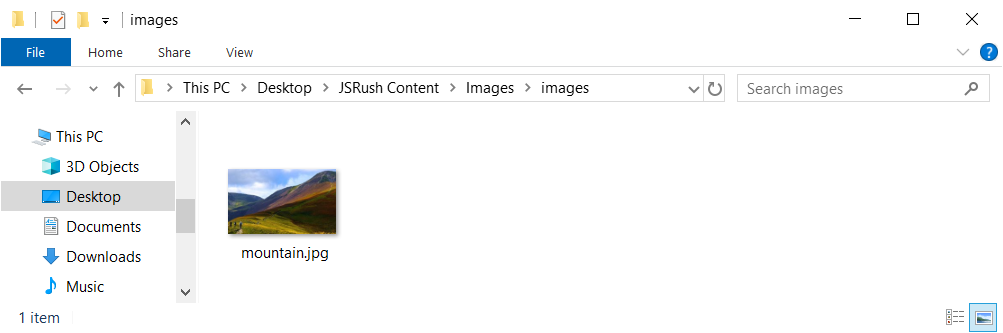 images
File Home Share View
This PC Desktop JSRush Content Images images Search images
This PC
3D Objects
Desktop
Documents
Downloads
Music
mountain.jpg
1 item